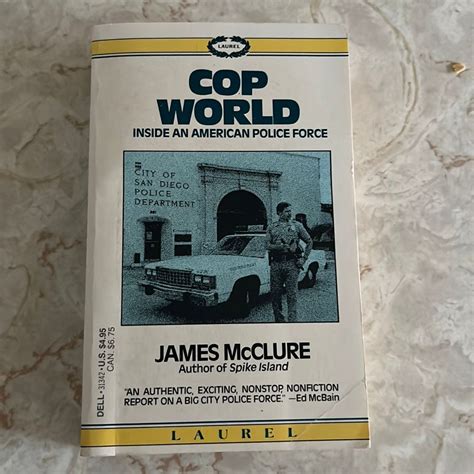 LAUREL
COP
WORLD
INSIDE AN AMERICAN POLICE FORCE
CITY OF
SAN DIEGO
POLICE
DEPARTMENT
JAMES McCLURE
Author of Spike Island
"AN AUTHENTIC, EXCITING, NONSTOP NONFICTION
REPORT ON A BIG CITY POLICE FORCE." —Ed McBain
DELL • 31342 • U.S. $4.95
CAN. $6.75
LAUREL